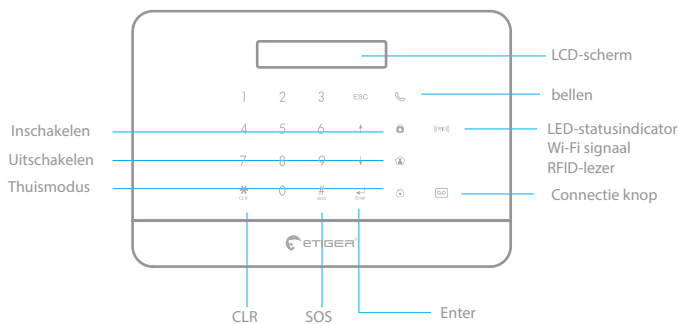 LCD-scherm
1 2 3 ESC
bellen
Inschakelen
4 5 6
LED-statusindicator
Wi-Fi signaal
RFID-lezer
Uitschakelen
7 8 9
Thuismodus
* 0 #
CLR Enter
Connectie knop
eTIGER
CLR SOS Enter